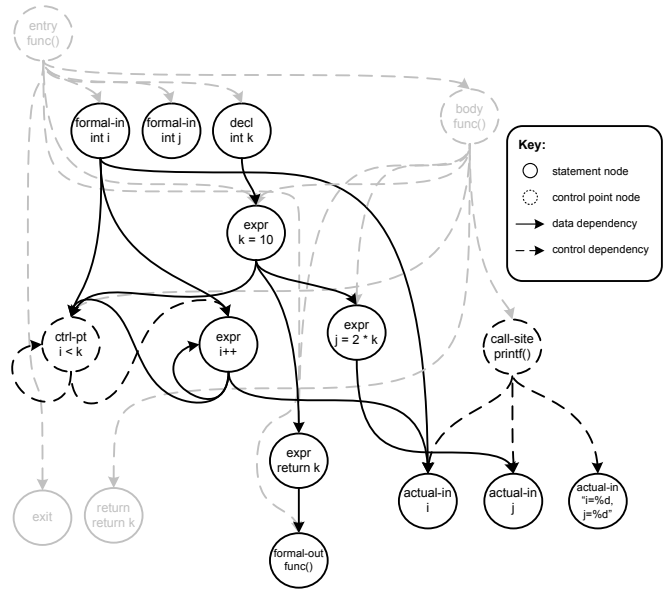 entry
func()
body
func()
formal-in
int i
formal-in
int j
decl
int k
Key:
statement node
control point node
data dependency
control dependency
expr
k = 10
ctrl-pt
i < k
expr
i++
expr
j = 2 * k
call-site
printf()
expr
return k
exit
return
return k
actual-in
i
actual-in
j
actual-in
“i=%d,
j=%d”
formal-out
func()